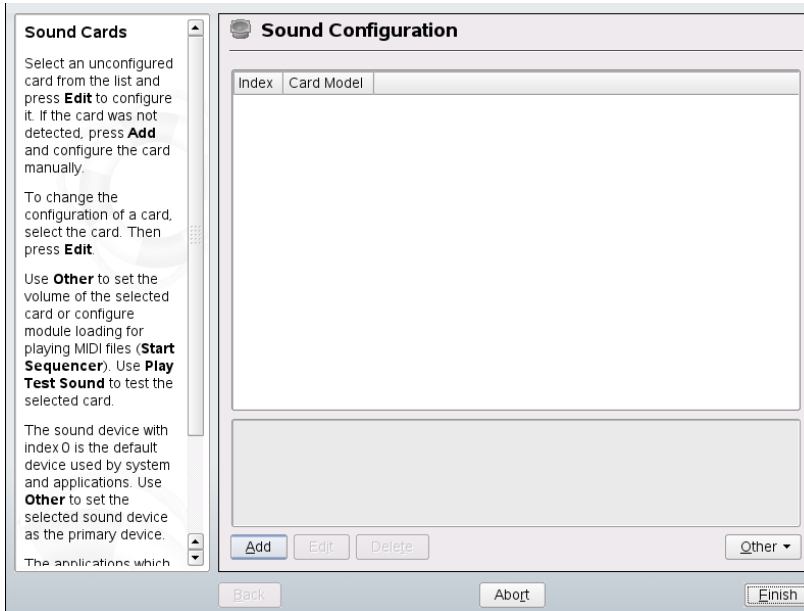 Sound Cards
Select an unconfigured
card from the list and
press Edit to configure
it. If the card was not
detected, press Add
and configure the card
manually.
To change the
configuration of a card,
select the card. Then
press Edit.
Use Other to set the
volume of the selected
card or configure
module loading for
playing MIDI files (Start
Sequencer). Use Play
Test Sound to test the
selected card.
The sound device with
index 0 is the default
device used by system
and applications. Use
Other to set the
selected sound device
as the primary device.
The applications which
Sound Configuration
Index Card Model
Add Edit Delete Other
Back Abort Finish